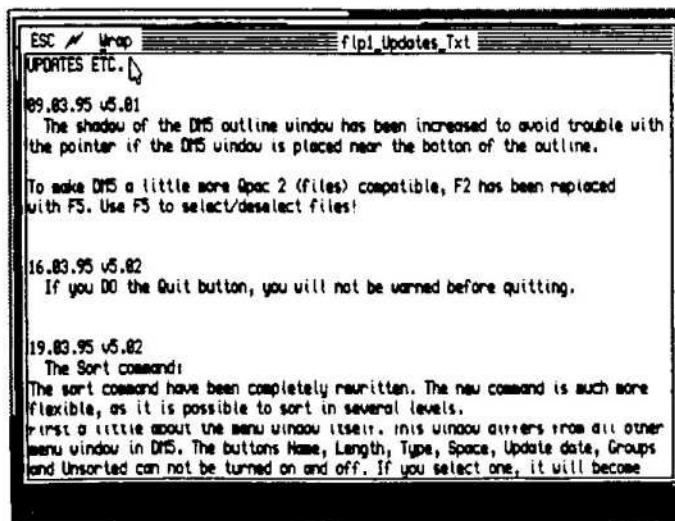 ESC Wrap flp1_Updates_Txt
UPDATES ETC.
09.03.95 v5.01
The shadow of the DM5 outline window has been increased to avoid trouble with
the pointer if the DM5 window is placed near the bottom of the outline.
To make DM5 a little more Qpac 2 (files) compatible, F2 has been replaced
with F5. Use F5 to select/deselect files!
16.03.95 v5.02
If you DO the Quit button, you will not be warned before quitting.
19.03.95 v5.02
The Sort command:
The sort command have been completely rewritten. The new command is much more
flexible, as it is possible to sort in several levels.
First a little about the menu window itself. This window differs from all other
menu window in DM5. The buttons Name, Length, Type, Space, Update date, Groups
and Unsorted can not be turned on and off. If you select one, it will become